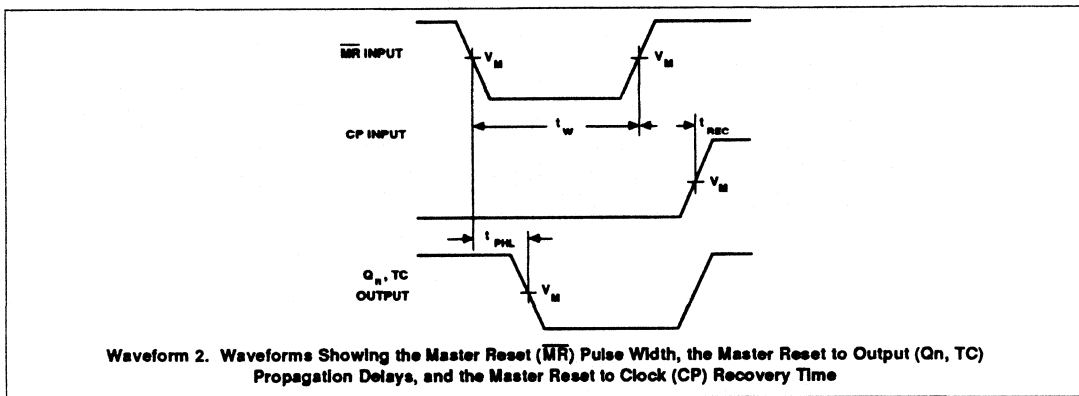 M̅R̅ INPUT
V_M
V_M
CP INPUT
t_W
t_REC
V_M
t_PHL
Q_n, TC
OUTPUT
V_M
Waveform 2. Waveforms Showing the Master Reset (M̅R̅) Pulse Width, the Master Reset to Output (Qn, TC)
Propagation Delays, and the Master Reset to Clock (CP) Recovery Time